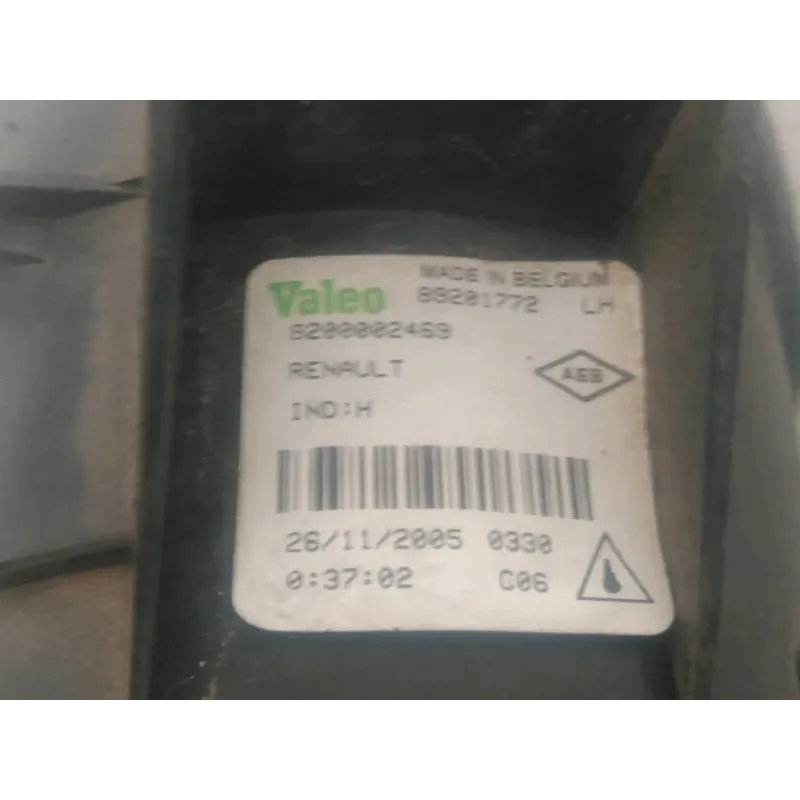 Valeo
MADE IN BELGIUM
89201772 LH
8200002469
RENAULT
AEB
IND:H
26/11/2005 0330
0:37:02 C06